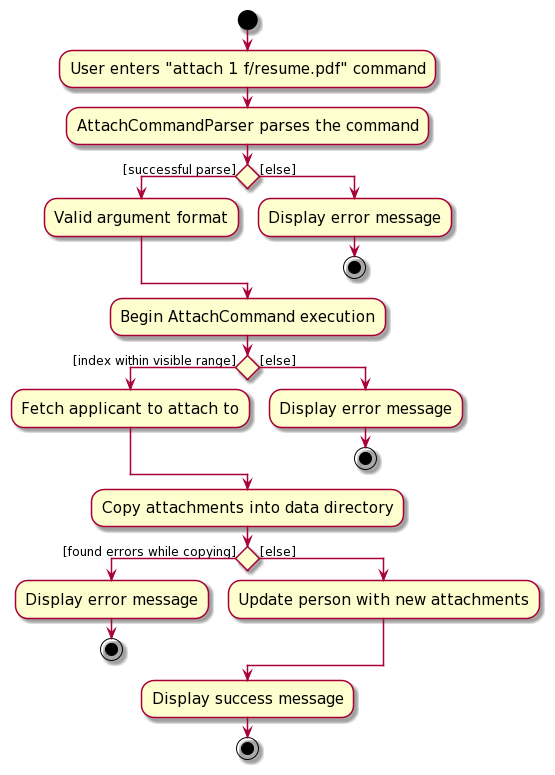 User enters "attach 1 f/resume.pdf" command
AttachCommandParser parses the command
[successful parse] [else]
Valid argument format
Display error message
Begin AttachCommand execution
[index within visible range] [else]
Fetch applicant to attach to
Display error message
Copy attachments into data directory
[found errors while copying] [else]
Display error message
Update person with new attachments
Display success message